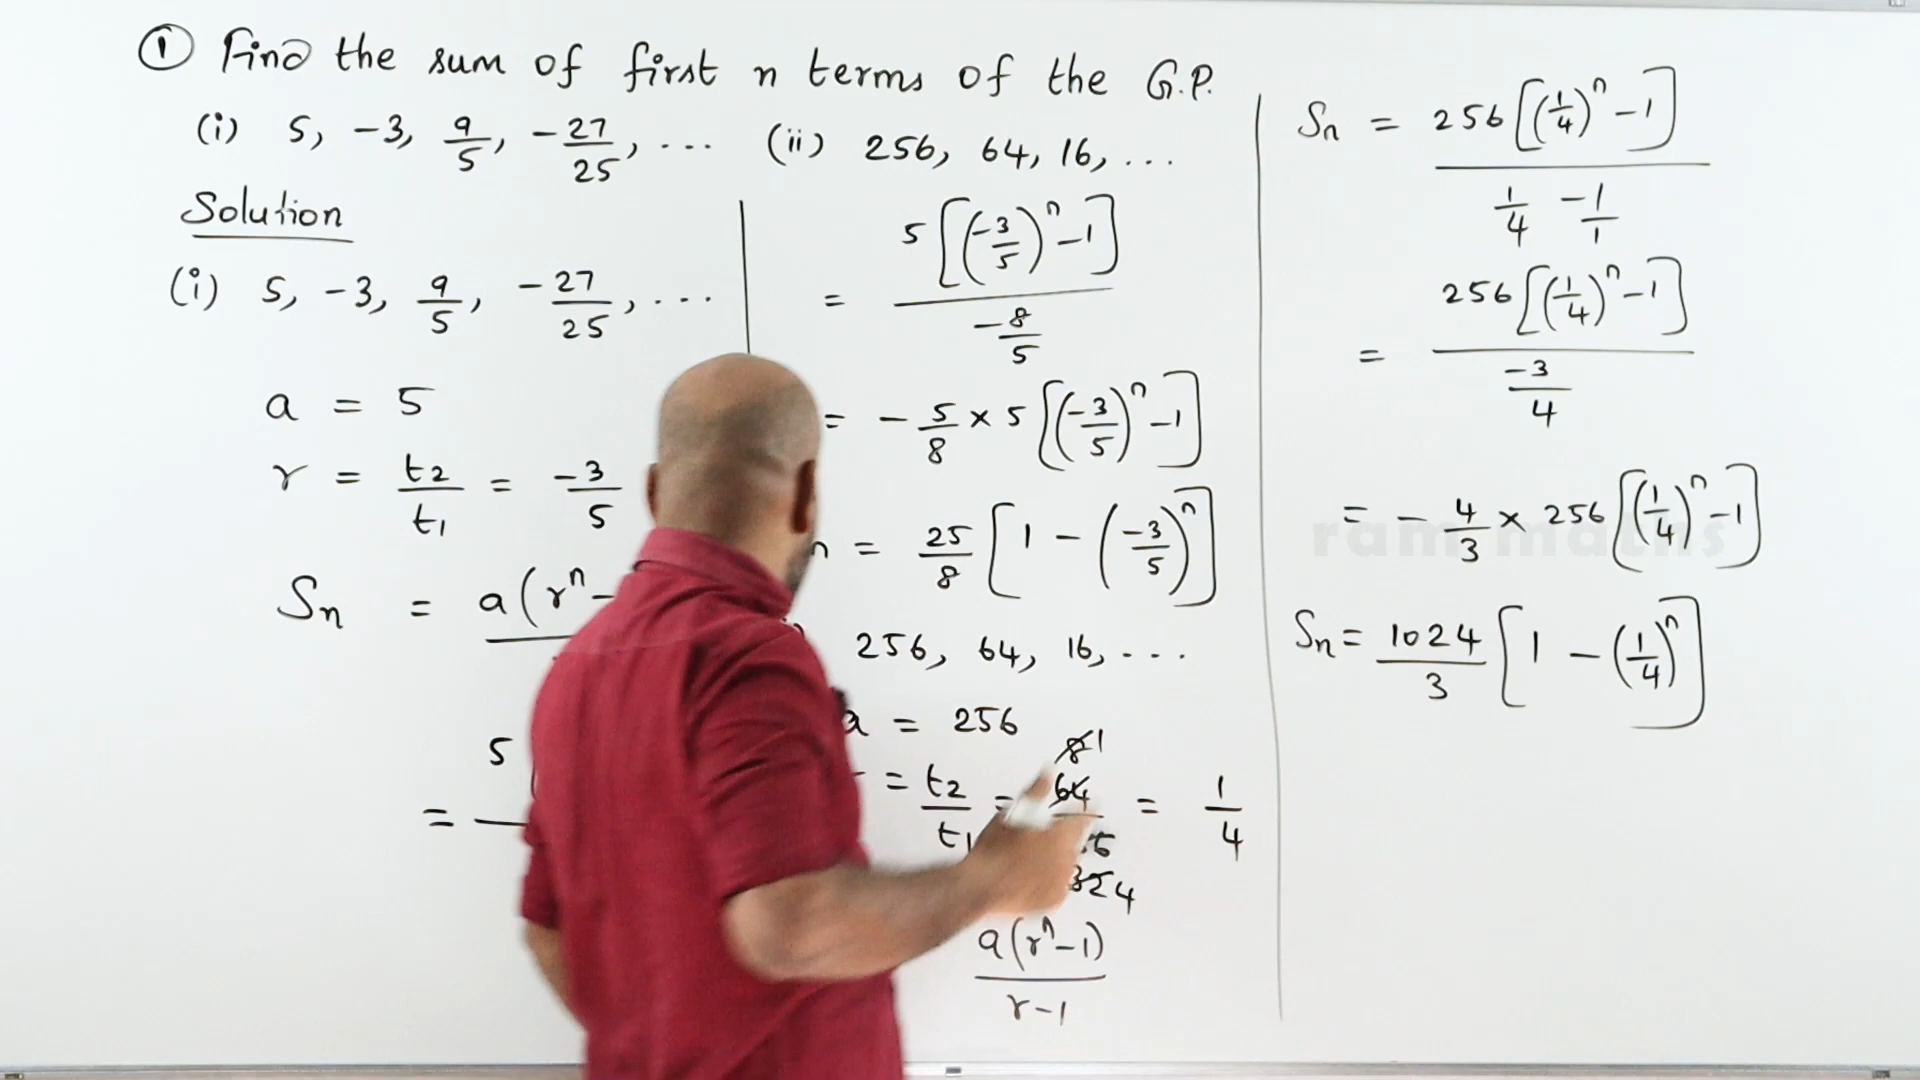 ① Find the sum of first n terms of the G.P.
(i) 5, -3, 9/5, -27/25, ... (ii) 256, 64, 16, ...
Solution
(i) 5, -3, 9/5, -27/25, ...
a = 5
r = t₂/t₁ = -3/5
Sn = a(rⁿ-
5
=
= 5[(-3/5)ⁿ-1] / -8/5
= -5/8 × 5[(-3/5)ⁿ-1]
n = 25/8 [1 - (-3/5)ⁿ]
256, 64, 16, ...
a = 256
= t₂/t₁ = 64/ = 1/4
81
324
a(rⁿ-1)/r-1
Sn = 256[(1/4)ⁿ-1] / 1/4 - 1/1
= 256[(1/4)ⁿ-1] / -3/4
= -4/3 × 256[(1/4)ⁿ-1]
Sn = 1024/3 [1 - (1/4)ⁿ]
ram maths